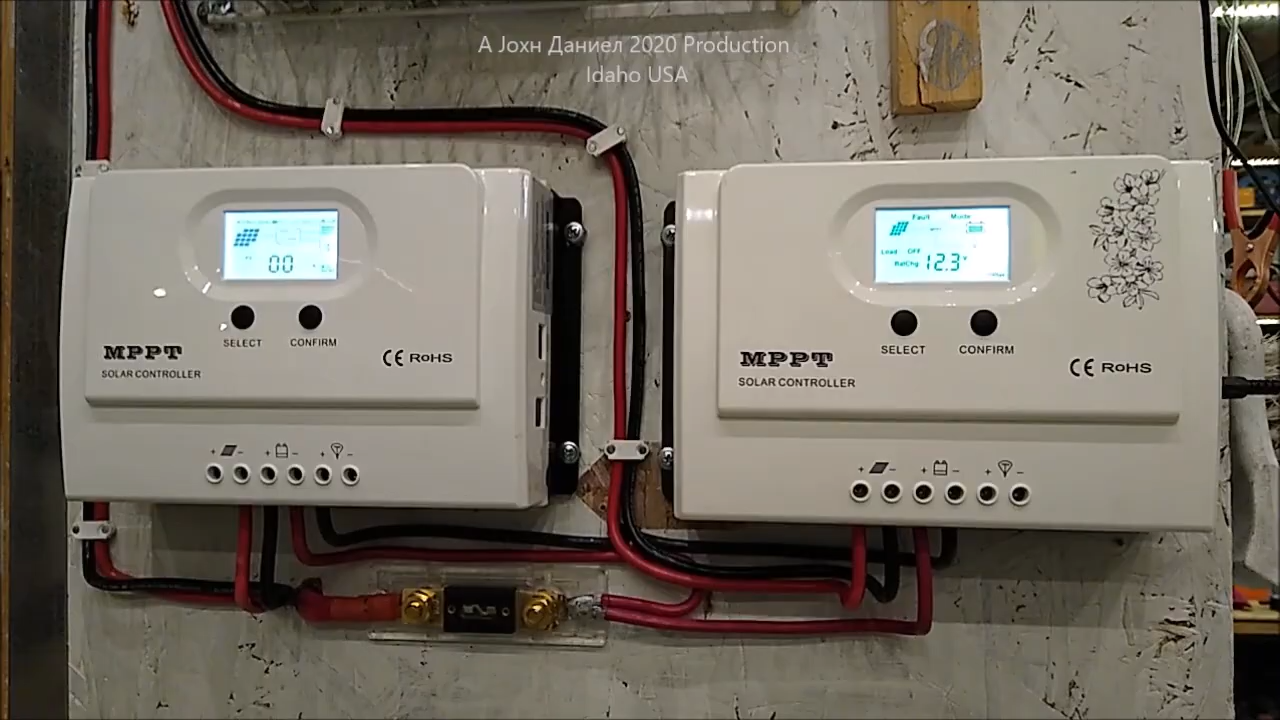 А Јохн Даниел 2020 Production
Idaho USA
00
SELECT
CONFIRM
MPPT
SOLAR CONTROLLER
CE RoHS
+ - + - + -
Fault Mode
Load OFF
BatChg 12.3 V
SELECT
CONFIRM
MPPT
SOLAR CONTROLLER
CE RoHS
+ - + - + -